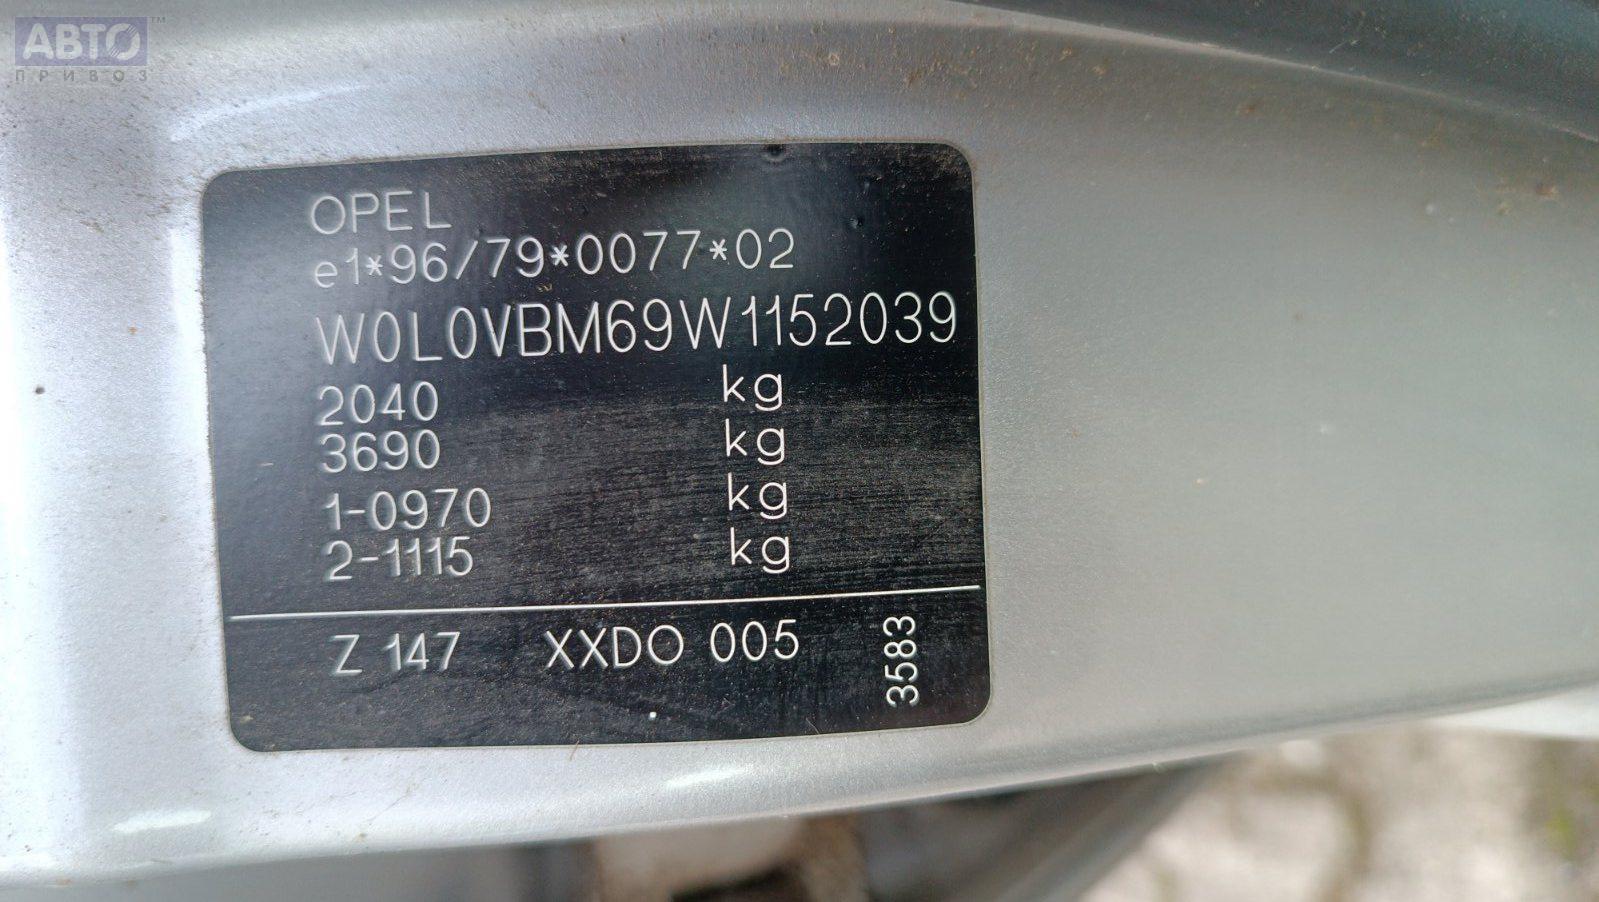 АВТО™
ПРИВОЗ
OPEL
e1*96/79*0077*02
W0L0VBM69W1152039
2040 kg
3690 kg
1-0970 kg
2-1115 kg
Z 147 XXDO 005 3583